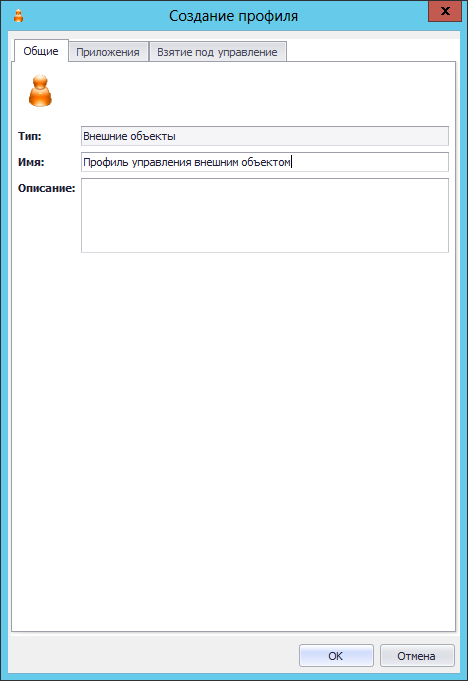 Создание профиля
Общие Приложения Взятие под управление
Тип: Внешние объекты
Имя: Профиль управления внешним объектом
Описание:
OK Отмена